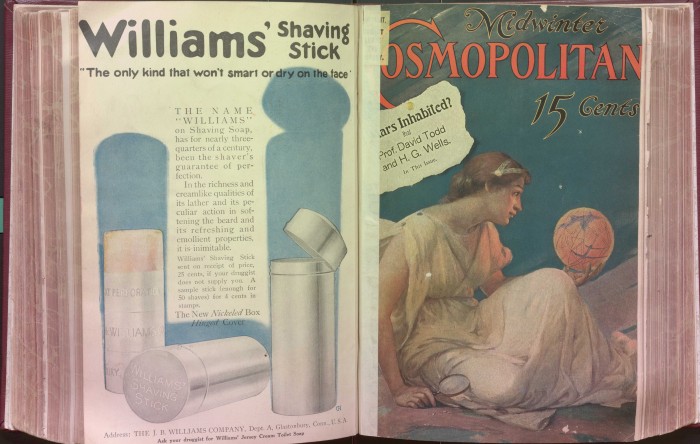 Williams' Shaving
Stick
"The only kind that won't smart or dry on the face"
THE NAME
"WILLIAMS"
on Shaving Soap,
has for nearly three-
quarters of a century,
been the shaver's
guarantee of per-
fection.
In the richness and
creamlike qualities of
its lather and its pe-
culiar action in sof-
tening the beard and
its refreshing and
emollient properties,
it is inimitable.
Williams' Shaving Stick
sent on receipt of price,
25 cents, if your druggist
does not supply you. A
sample stick (enough for
50 shaves) for 4 cents in
stamps.
The New Nickeled Box
Hinged Cover.
WILLIAM
WILLIAMS'
SHAVING
STICK
Address: THE J. B. WILLIAMS COMPANY, Dept. A, Glastonbury, Conn., U.S.A
Ask your druggist for Williams' Jersey Cream Toilet Soap
Midwinter
COSMOPOLITAN
15 Cents
ars Inhabited?
Prof. David Todd
and H. G. Wells.
In This Issue.